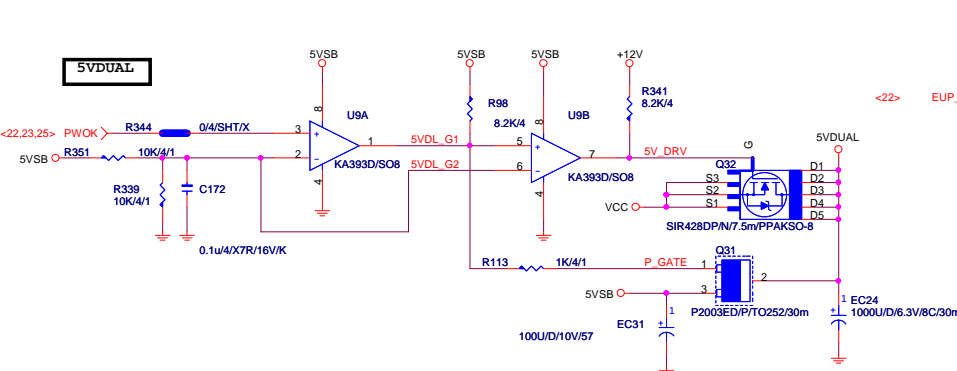 5VDUAL
5VSB
5VSB
5VSB
+12V
<22> EUP_
U9A
R98
8.2K/4
U9B
R341
8.2K/4
<22,23,25> PWOK
R344
0/4/SHT/X
8
3
+
1
5VDL_G1
8
5
+
5VDUAL
5VSB
R351
10K/4/1
2
-
KA393D/SO8
4
5VDL_G2
6
-
7
5V_DRV
G
Q32
D1
D2
D3
D4
D5
S3
S2
S1
KA393D/SO8
4
R339
10K/4/1
C172
VCC
SIR428DP/N/7.5m/PPAKSO-8
0.1u/4/X7R/16V/K
Q31
R113
1K/4/1
P_GATE
1
2
5VSB
3
1
EC24
1000U/D/6.3V/8C/30m
+
P2003ED/P/TO252/30m
1
+
EC31
100U/D/10V/57